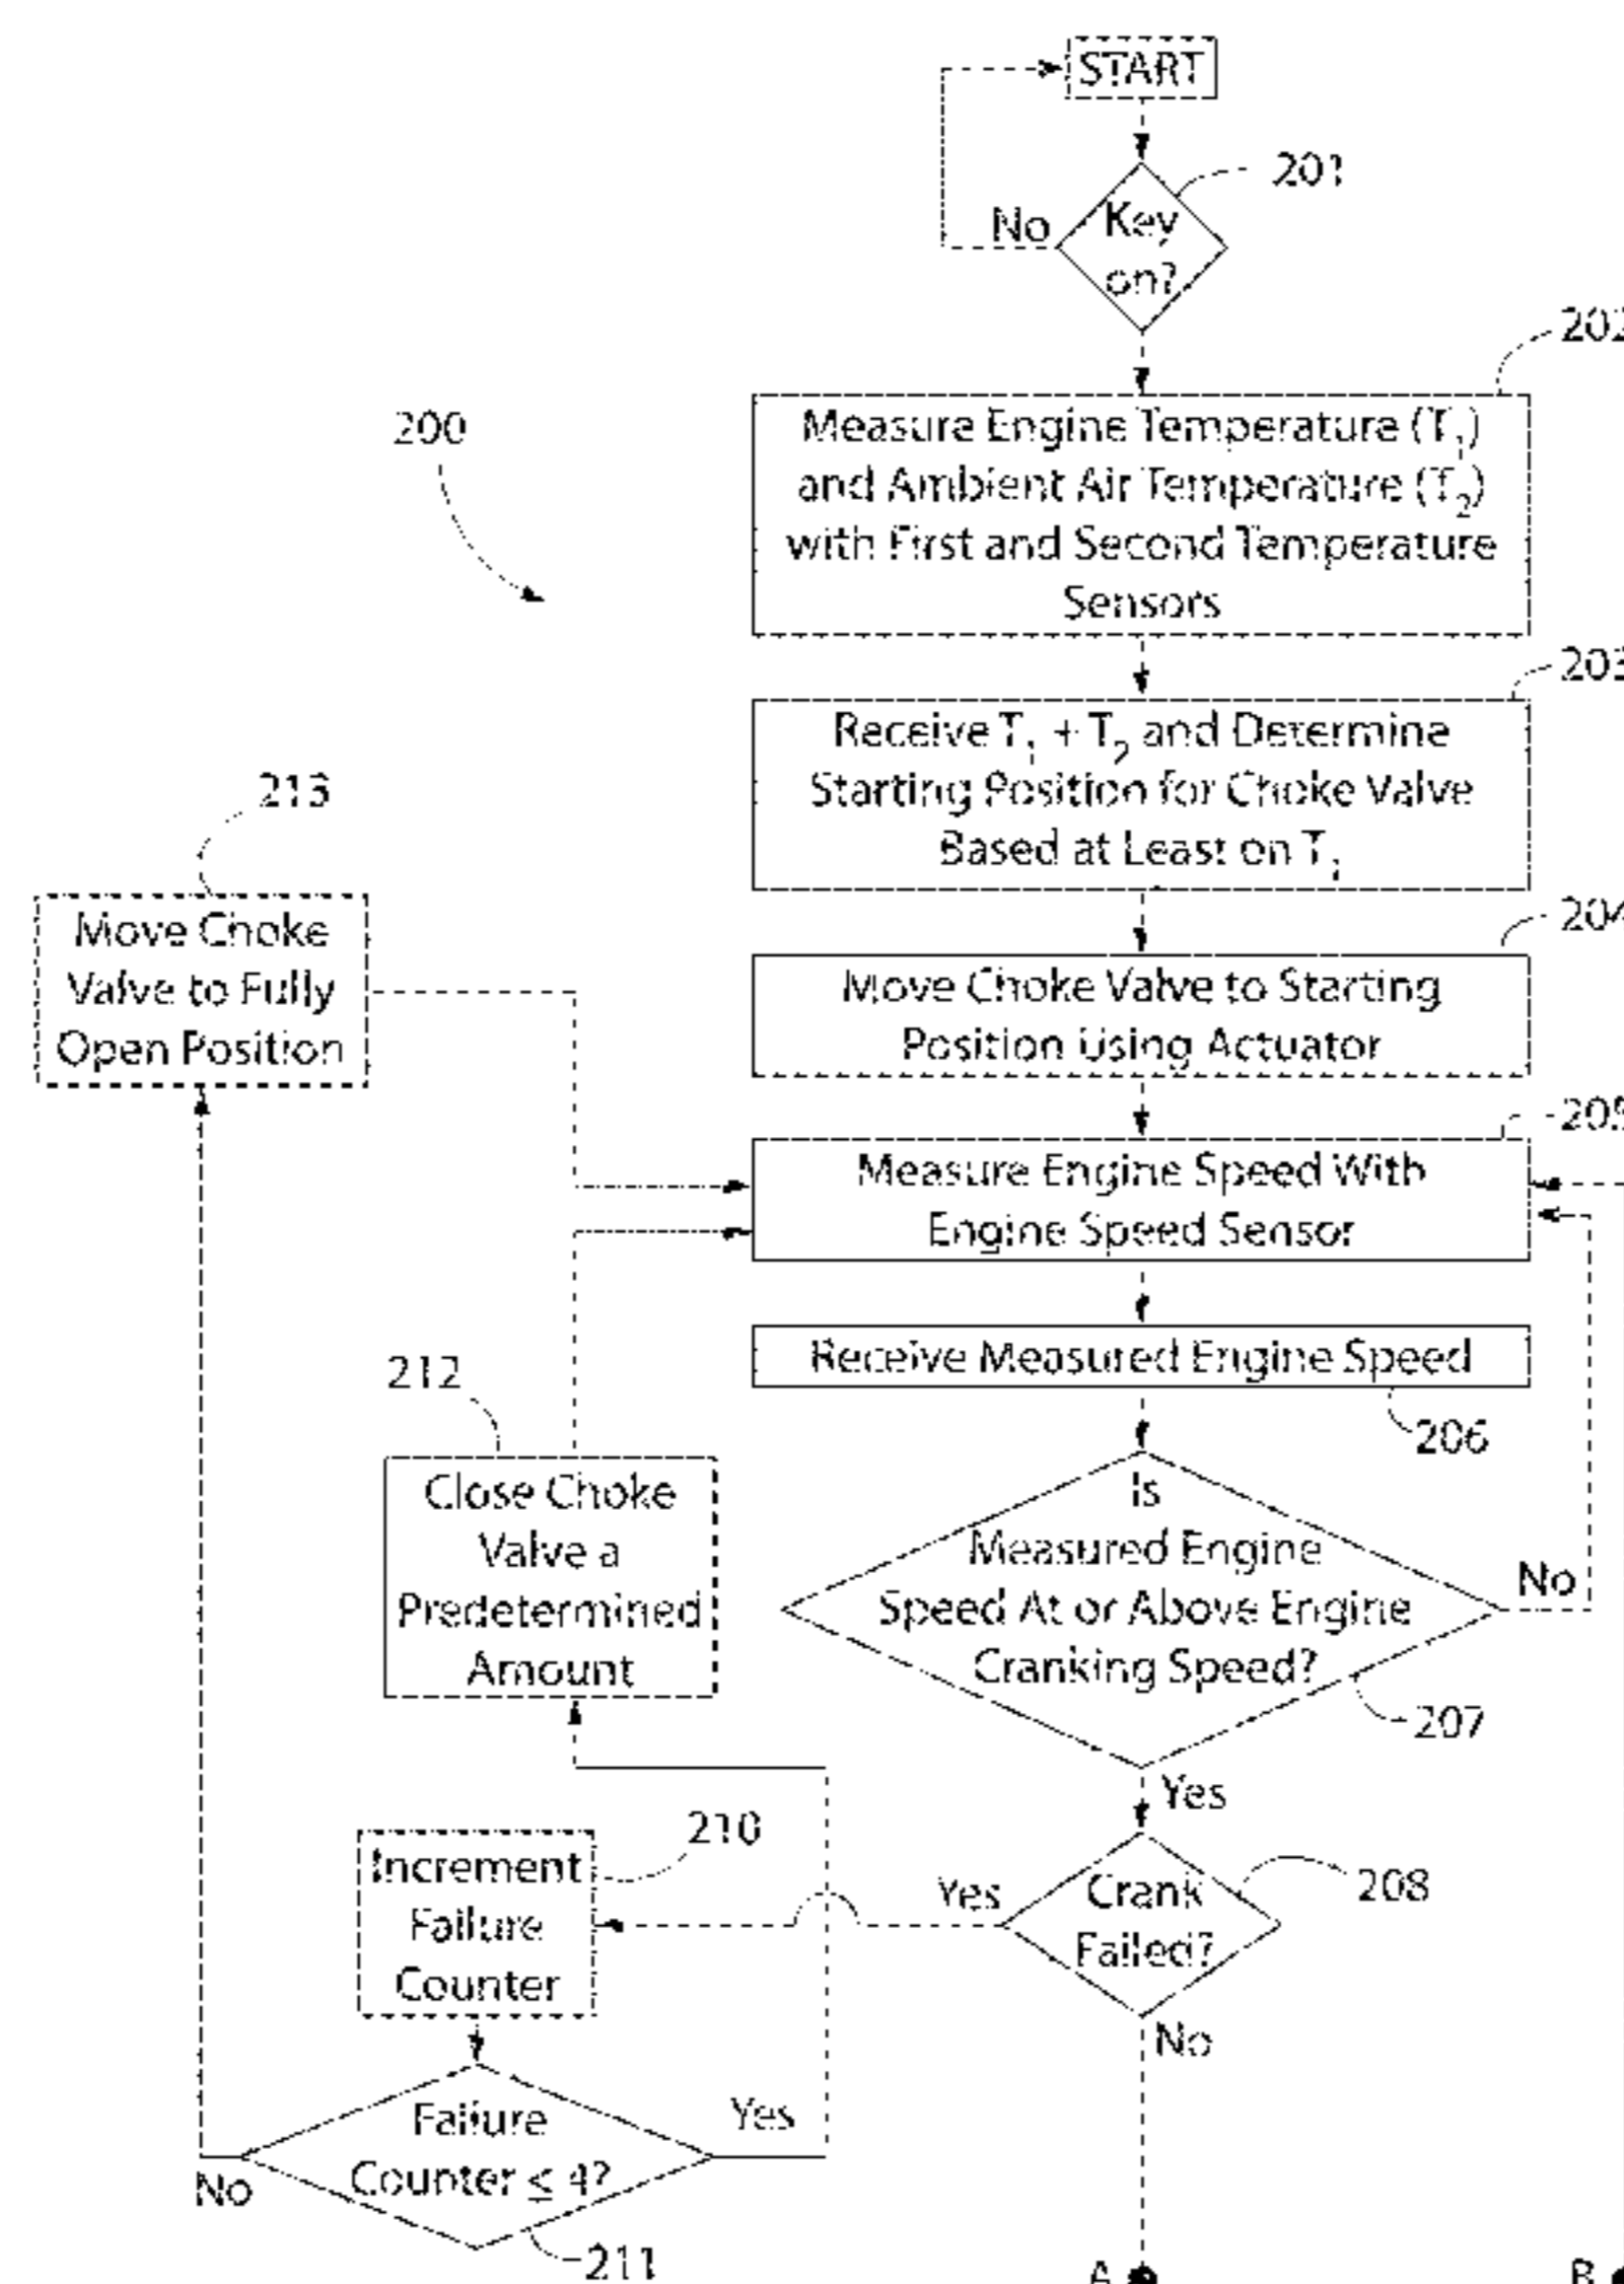 START
201
No
Key
on?
202
Measure Engine Temperature (T1)
and Ambient Air Temperature (T2)
with First and Second Temperature
Sensors
200
203
Receive T1 + T2 and Determine
Starting Position for Choke Valve
Based at Least on T1
213
Move Choke
Valve to Fully
Open Position
204
Move Choke Valve to Starting
Position Using Actuator
205
Measure Engine Speed With
Engine Speed Sensor
Receive Measured Engine Speed
206
212
Close Choke
Valve a
Predetermined
Amount
Is
Measured Engine
Speed At or Above Engine
Cranking Speed?
No
207
Yes
210
Increment
Failure
Counter
Yes
Crank
Failed?
208
No
Failure
Counter ≤ 4?
Yes
No
211
A
B